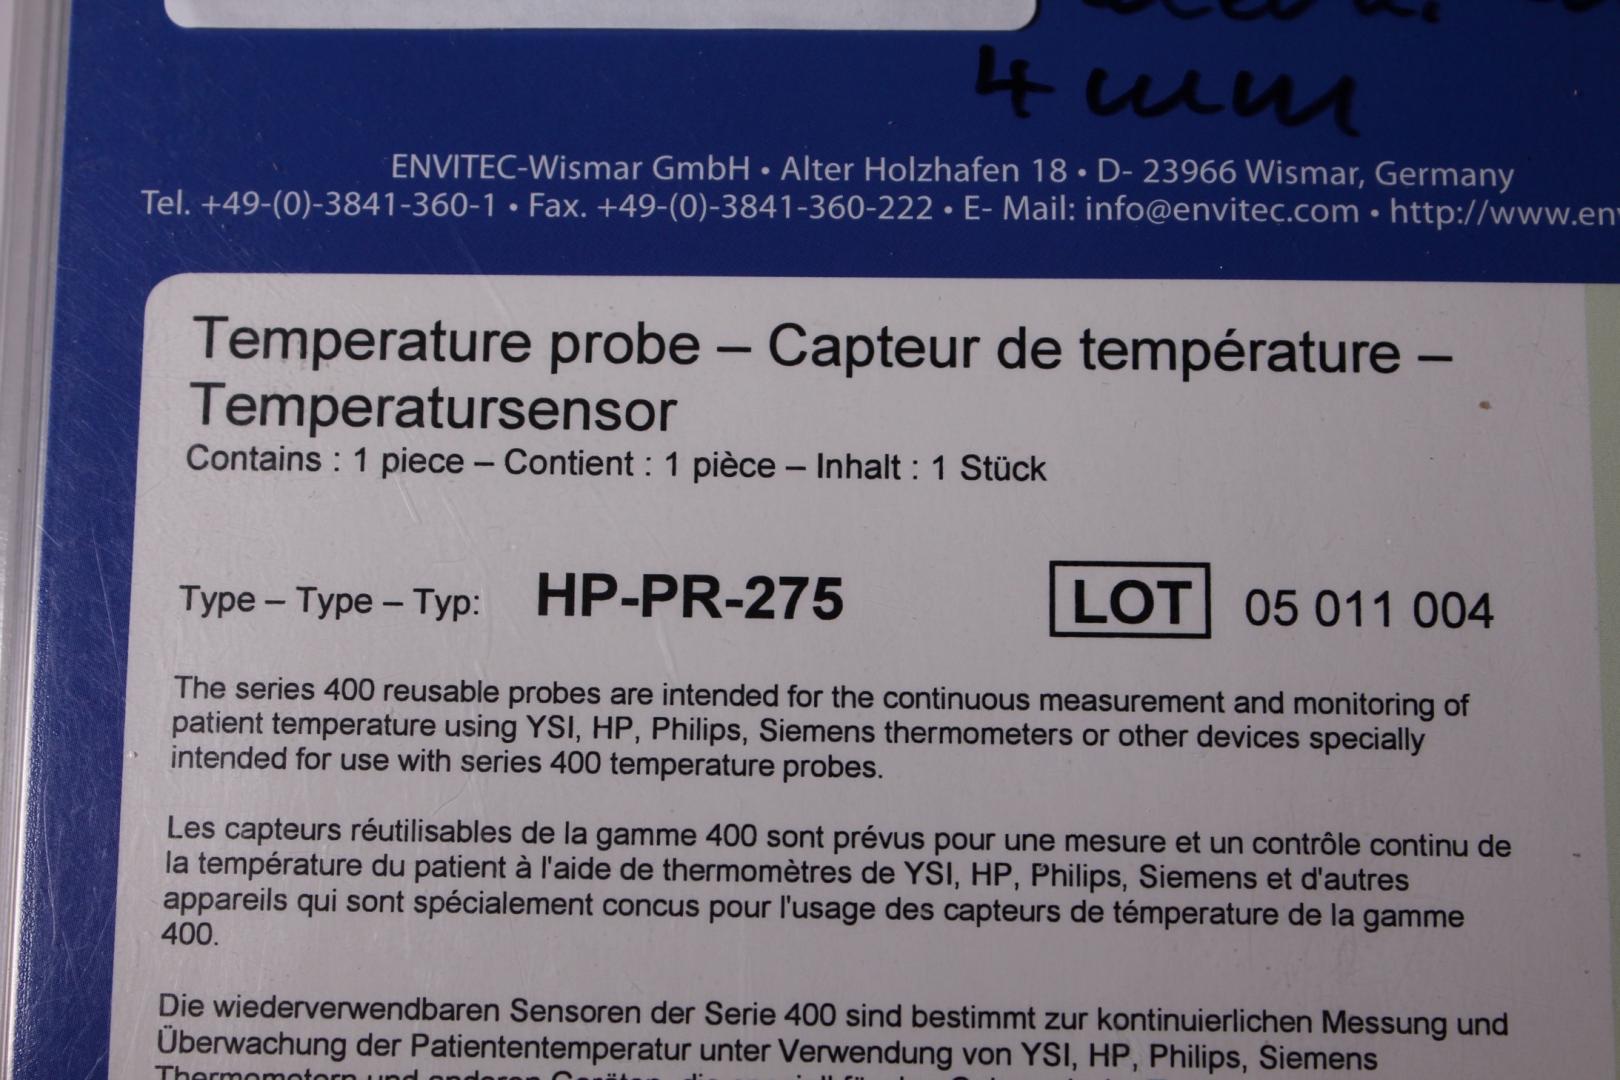 4 mm
ENVITEC-Wismar GmbH • Alter Holzhafen 18 • D- 23966 Wismar, Germany
Tel. +49-(0)-3841-360-1 • Fax. +49-(0)-3841-360-222 • E- Mail: info@envitec.com • http://www.en
Temperature probe – Capteur de température –
Temperatursensor
Contains : 1 piece – Contient : 1 pièce – Inhalt : 1 Stück
Type – Type – Typ: HP-PR-275 LOT 05 011 004
The series 400 reusable probes are intended for the continuous measurement and monitoring of
patient temperature using YSI, HP, Philips, Siemens thermometers or other devices specially
intended for use with series 400 temperature probes.
Les capteurs réutilisables de la gamme 400 sont prévus pour une mesure et un contrôle continu de
la température du patient à l'aide de thermomètres de YSI, HP, Philips, Siemens et d'autres
appareils qui sont spécialement concus pour l'usage des capteurs de témperature de la gamme
400.
Die wiederverwendbaren Sensoren der Serie 400 sind bestimmt zur kontinuierlichen Messung und
Überwachung der Patiententemperatur unter Verwendung von YSI, HP, Philips, Siemens
Thermometern und anderen Geräten, die speziell für den